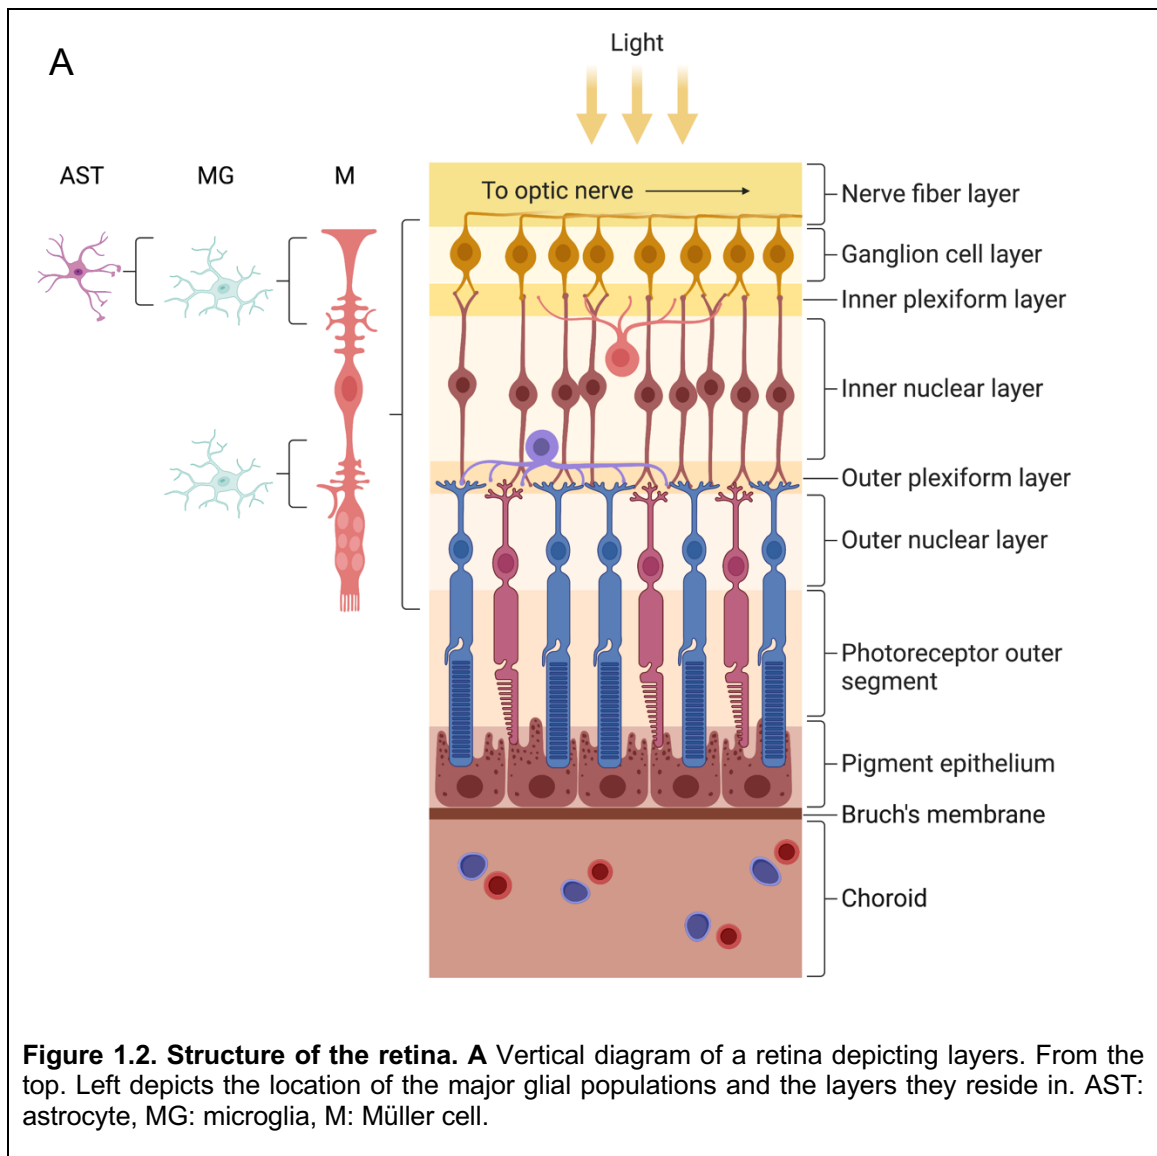 A
Light
AST
MG
M
To optic nerve
Nerve fiber layer
Ganglion cell layer
Inner plexiform layer
Inner nuclear layer
Outer plexiform layer
Outer nuclear layer
Photoreceptor outer
segment
Pigment epithelium
Bruch's membrane
Choroid
Figure 1.2. Structure of the retina. A Vertical diagram of a retina depicting layers. From the
top. Left depicts the location of the major glial populations and the layers they reside in. AST:
astrocyte, MG: microglia, M: Müller cell.